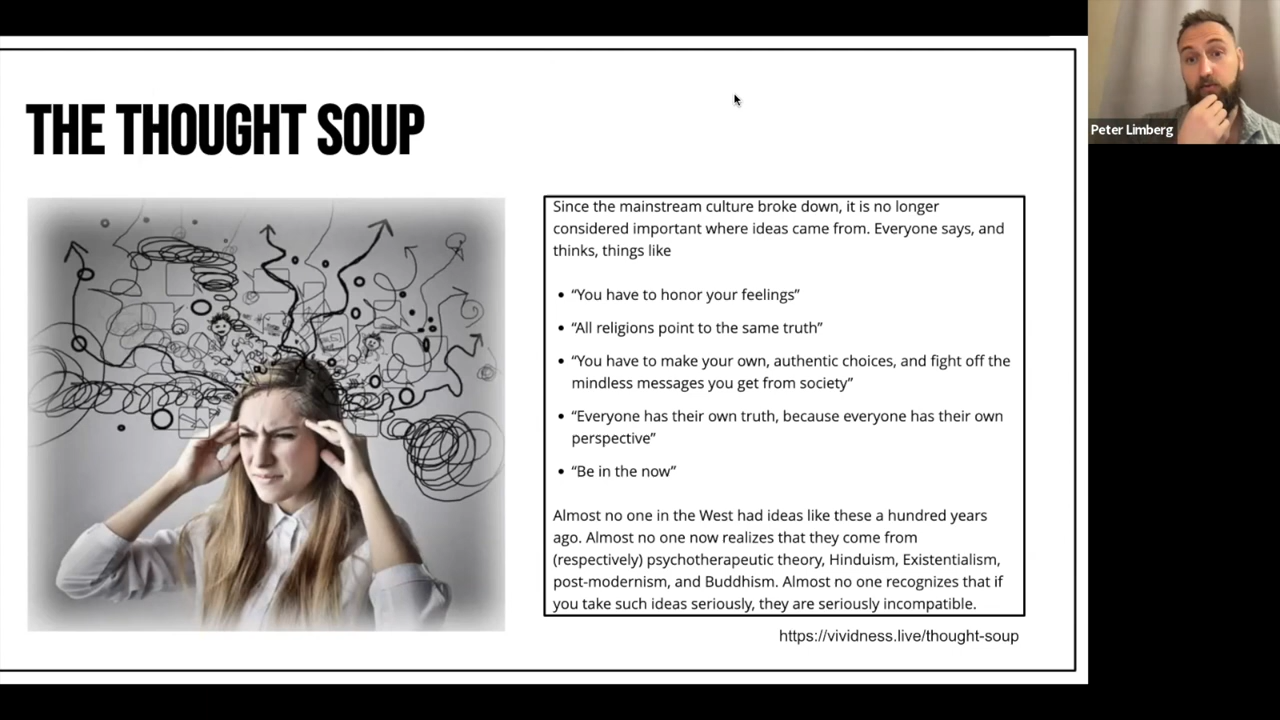 THE THOUGHT SOUP
Since the mainstream culture broke down, it is no longer
considered important where ideas came from. Everyone says, and
thinks, things like
• “You have to honor your feelings”
• “All religions point to the same truth”
• “You have to make your own, authentic choices, and fight off the
mindless messages you get from society”
• “Everyone has their own truth, because everyone has their own
perspective”
• “Be in the now”
Almost no one in the West had ideas like these a hundred years
ago. Almost no one now realizes that they come from
(respectively) psychotherapeutic theory, Hinduism, Existentialism,
post-modernism, and Buddhism. Almost no one recognizes that if
you take such ideas seriously, they are seriously incompatible.
https://vividness.live/thought-soup
Peter Limberg